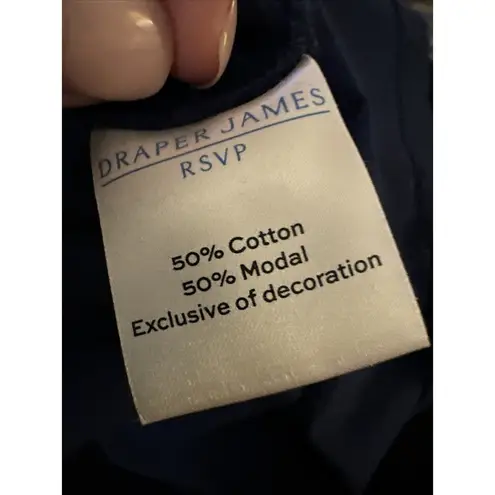 DRAPER JAMES
RSVP
50% Cotton
50% Modal
Exclusive of decoration